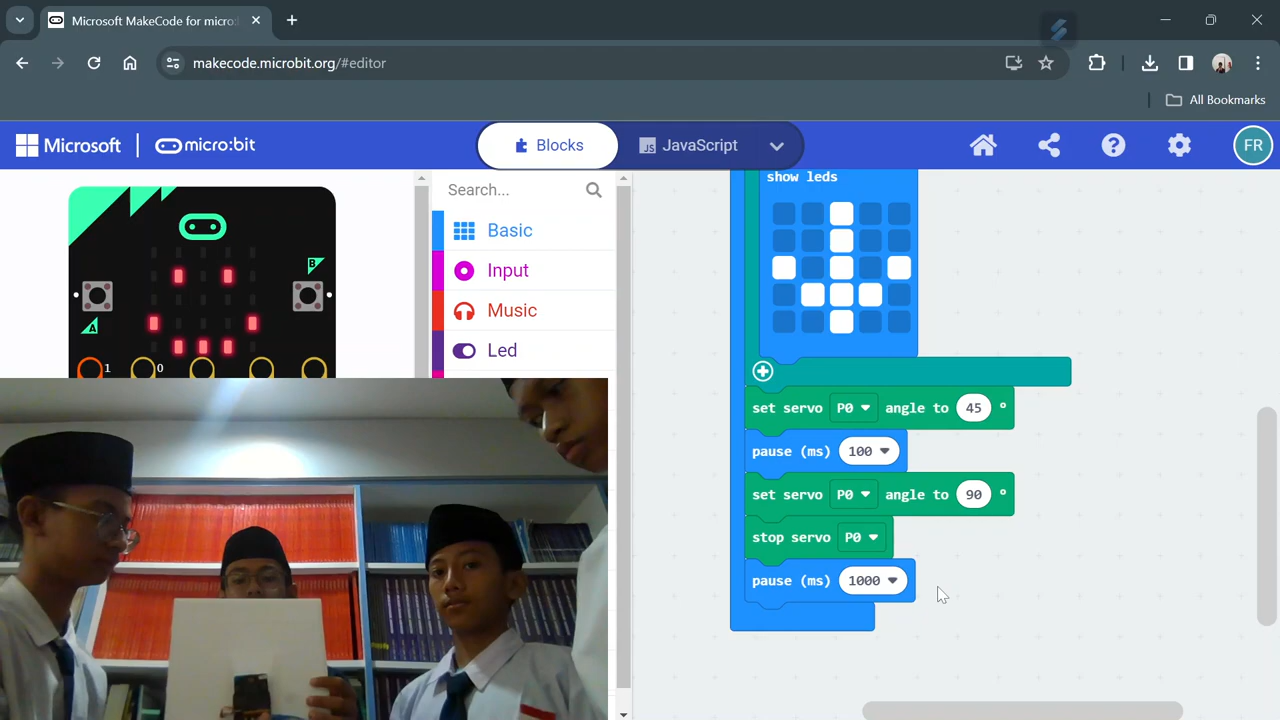 Microsoft MakeCode for micro:
makecode.microbit.org/#editor
All Bookmarks
Microsoft
micro:bit
Blocks
JS JavaScript
FR
Search...
Basic
Input
Music
Led
B
A
1
0
show leds
set servo P0 angle to 45 °
pause (ms) 100
set servo P0 angle to 90 °
stop servo P0
pause (ms) 1000